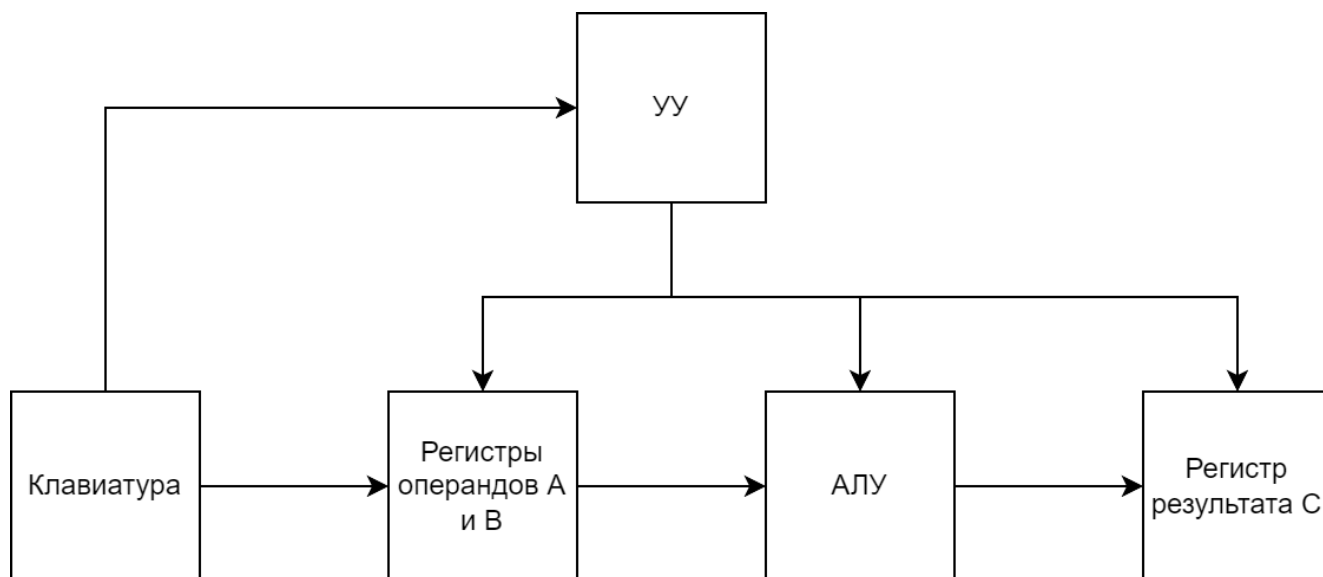 УУ
Клавиатура
Регистры
операндов А
и В
АЛУ
Регистр
результата С